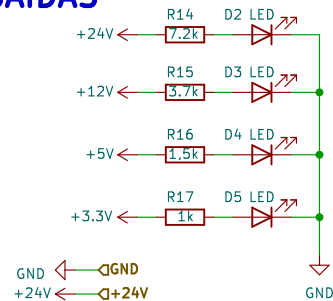 SAÍDAS
R14 D2 LED
+24V 7.2k
R15 D3 LED
+12V 3.7k
R16 D4 LED
+5V 1,5k
R17 D5 LED
+3.3V 1k
GND GND
+24V +24V
GND